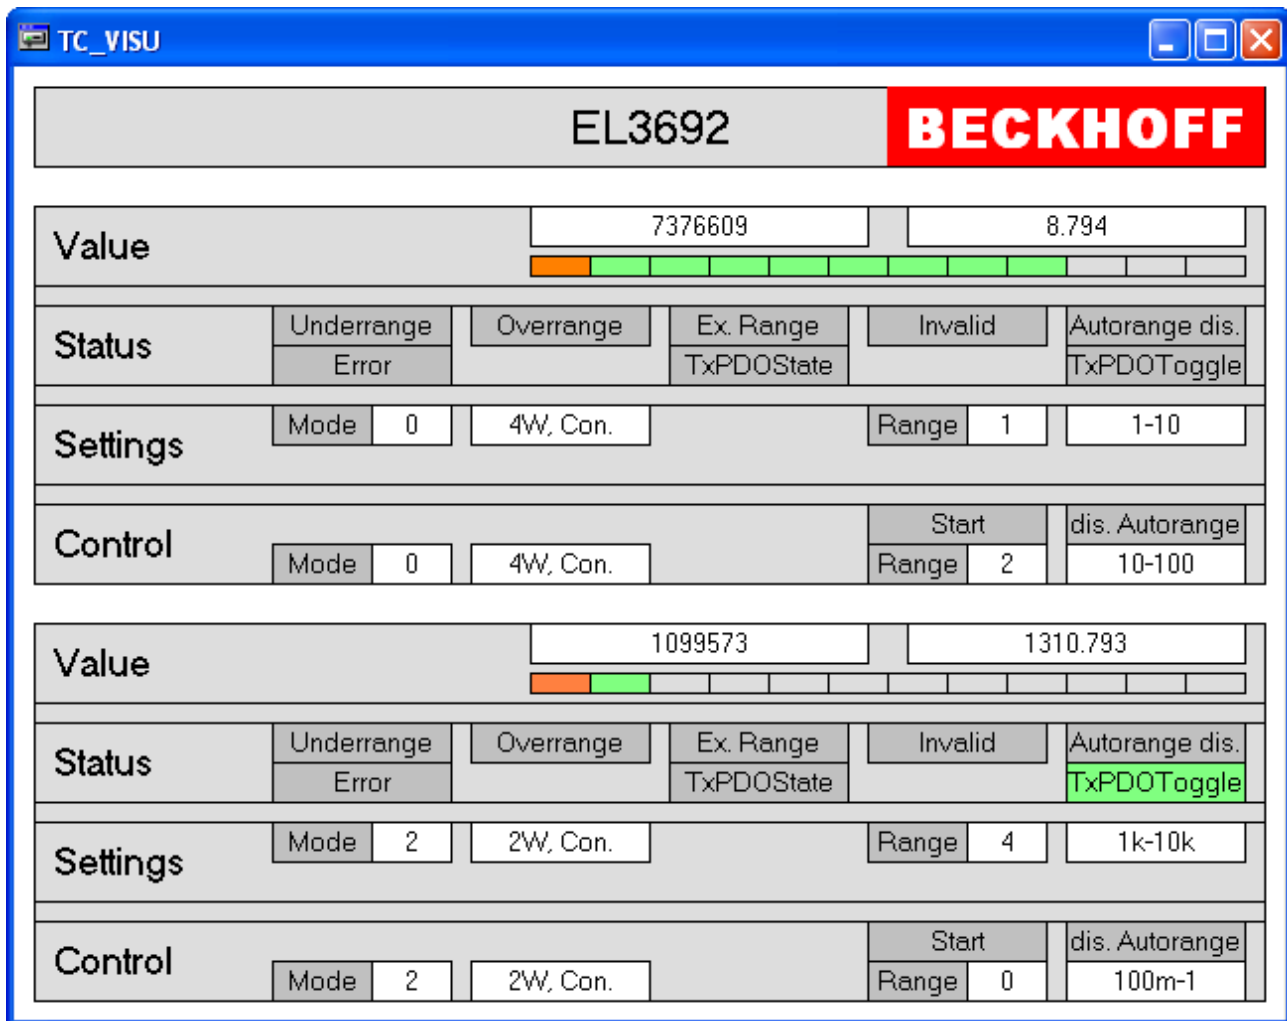 TC_VISU
EL3692 BECKHOFF
7376609 8.794
Value
Underrange Overrange Ex. Range Invalid Autorange dis.
Status
Error TxPDOState TxPDOToggle
Mode 0 4W, Con. Range 1 1-10
Settings
Start dis. Autorange
Control
Mode 0 4W, Con. Range 2 10-100
1099573 1310.793
Value
Underrange Overrange Ex. Range Invalid Autorange dis.
Status
Error TxPDOState TxPDOToggle
Mode 2 2W, Con. Range 4 1k-10k
Settings
Start dis. Autorange
Control
Mode 2 2W, Con. Range 0 100m-1